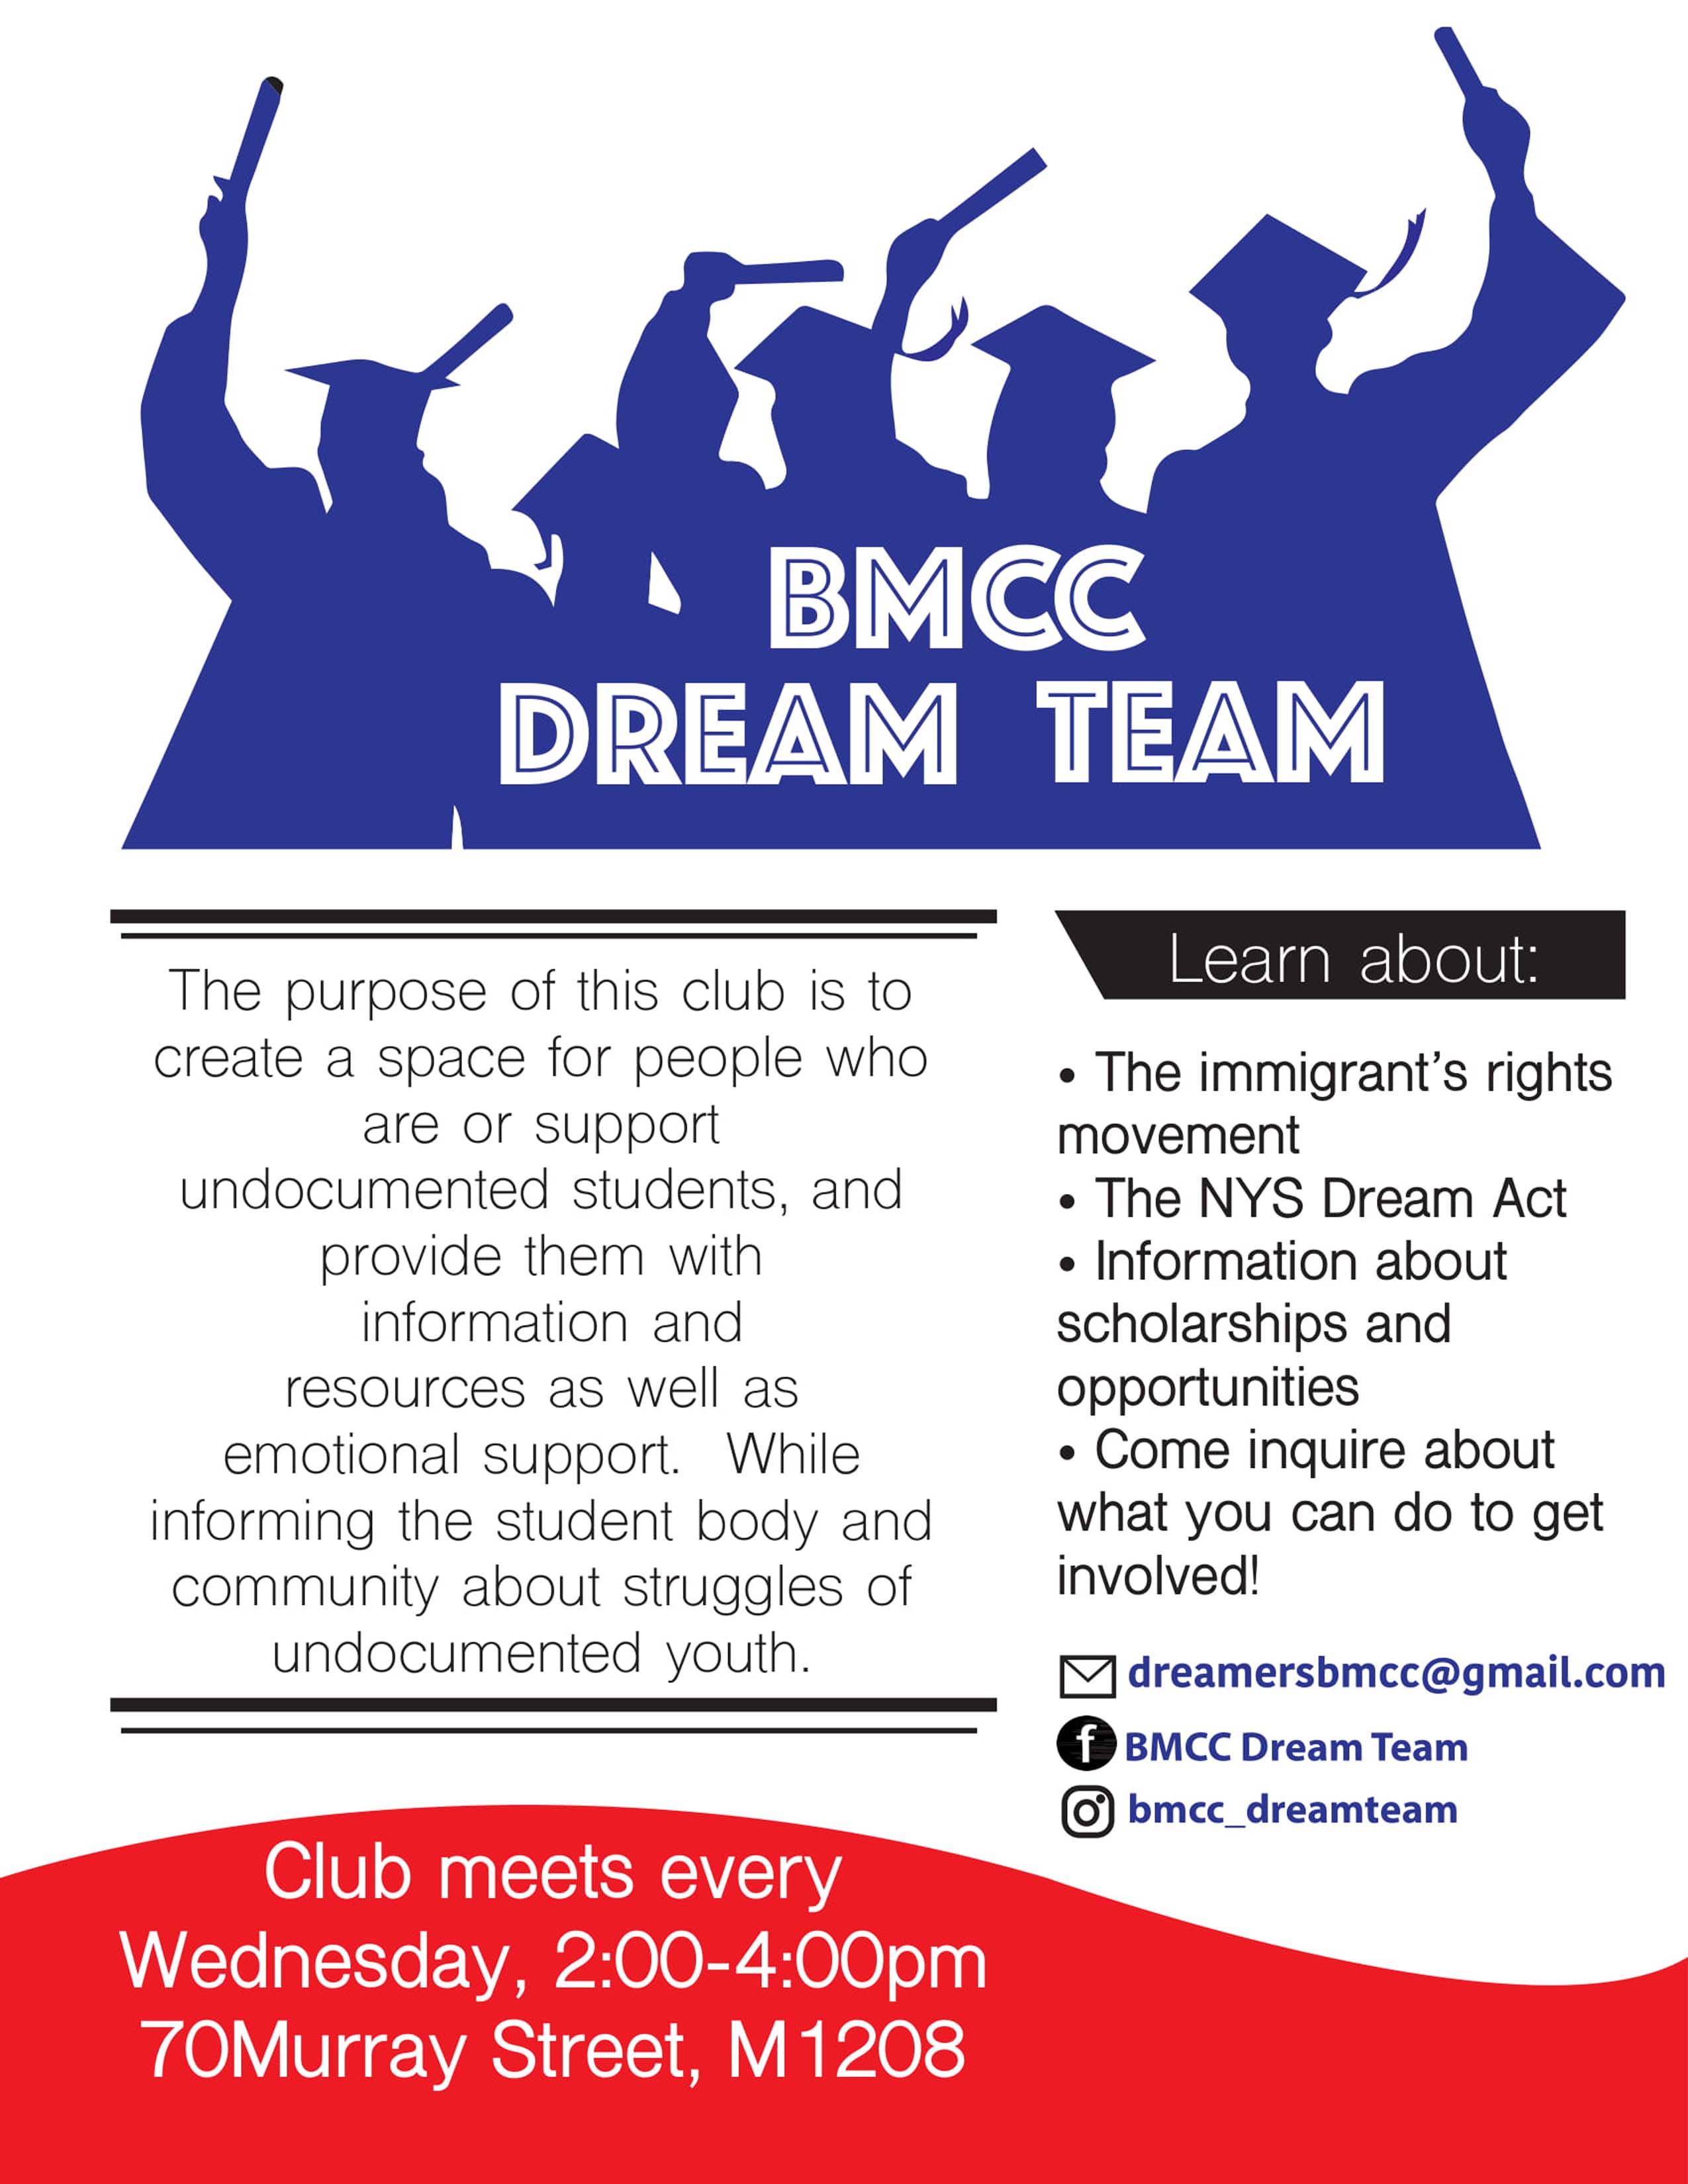 BMCC
DREAM TEAM
The purpose of this club is to
create a space for people who
are or support
undocumented students, and
provide them with
information and
resources as well as
emotional support. While
informing the student body and
community about struggles of
undocumented youth.
Learn about:
• The immigrant’s rights
movement
• The NYS Dream Act
• Information about
scholarships and
opportunities
• Come inquire about
what you can do to get
involved!
dreamersbmcc@gmail.com
f BMCC Dream Team
bmcc_dreamteam
Club meets every
Wednesday, 2:00-4:00pm
70Murray Street, M1208